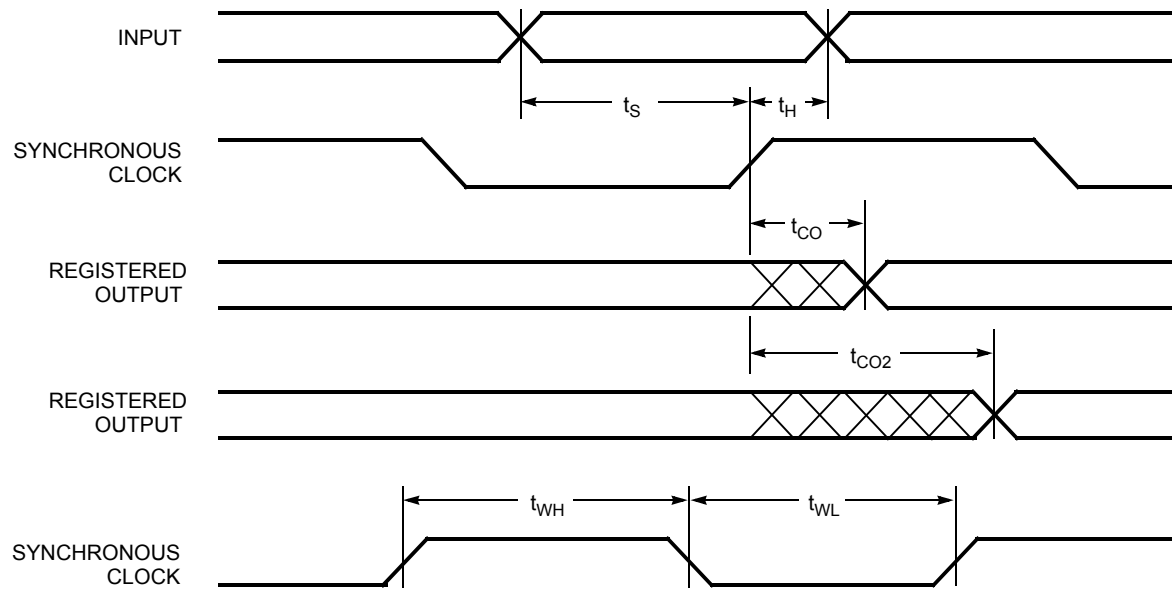 INPUT
tS
tH
SYNCHRONOUS
CLOCK
tCO
REGISTERED
OUTPUT
tCO2
REGISTERED
OUTPUT
tWH
tWL
SYNCHRONOUS
CLOCK